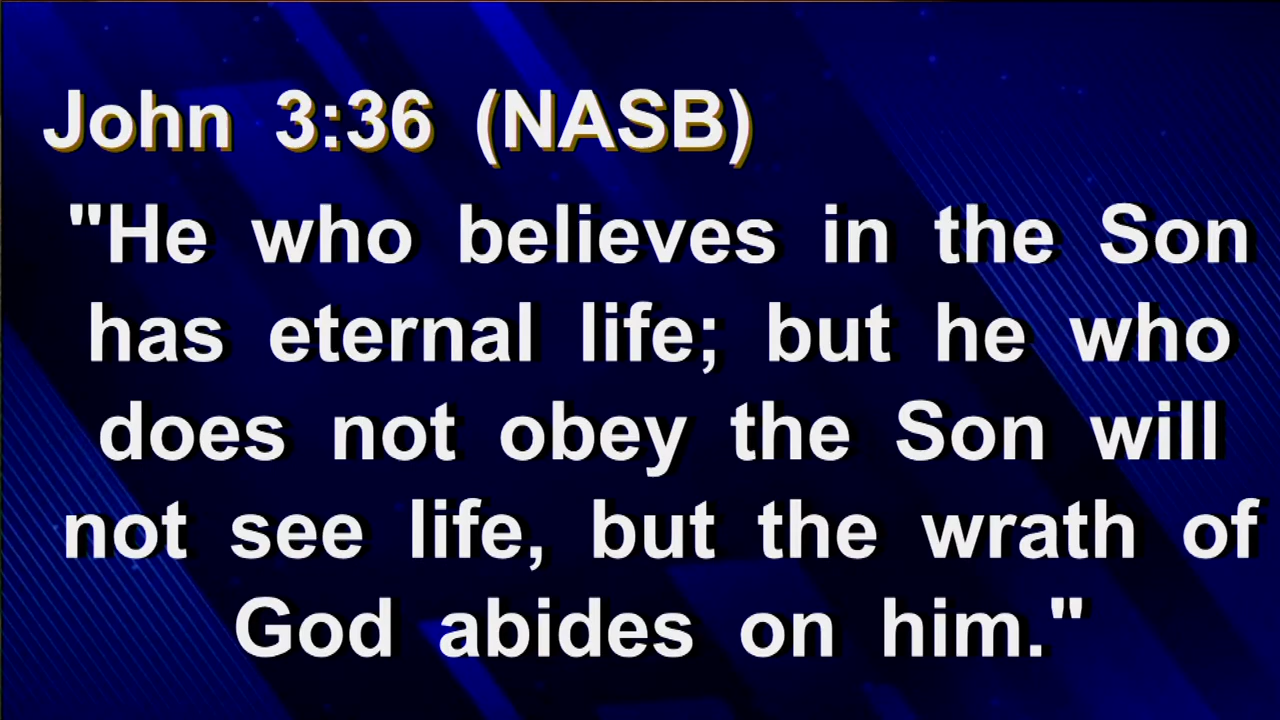 John 3:36 (NASB)
"He who believes in the Son
has eternal life; but he who
does not obey the Son will
not see life, but the wrath of
God abides on him."